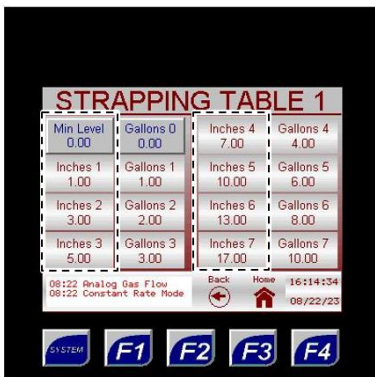 STRAPPING TABLE 1
Min Level
0.00
Gallons 0
0.00
Inches 4
7.00
Gallons 4
4.00
Inches 1
1.00
Gallons 1
1.00
Inches 5
10.00
Gallons 5
6.00
Inches 2
3.00
Gallons 2
2.00
Inches 6
13.00
Gallons 6
8.00
Inches 3
5.00
Gallons 3
3.00
Inches 7
17.00
Gallons 7
10.00
08:22 Analog Gas Flow
08:22 Constant Rate Mode
Back
Home
16:14:34
08/22/23
SYSTEM
F1
F2
F3
F4